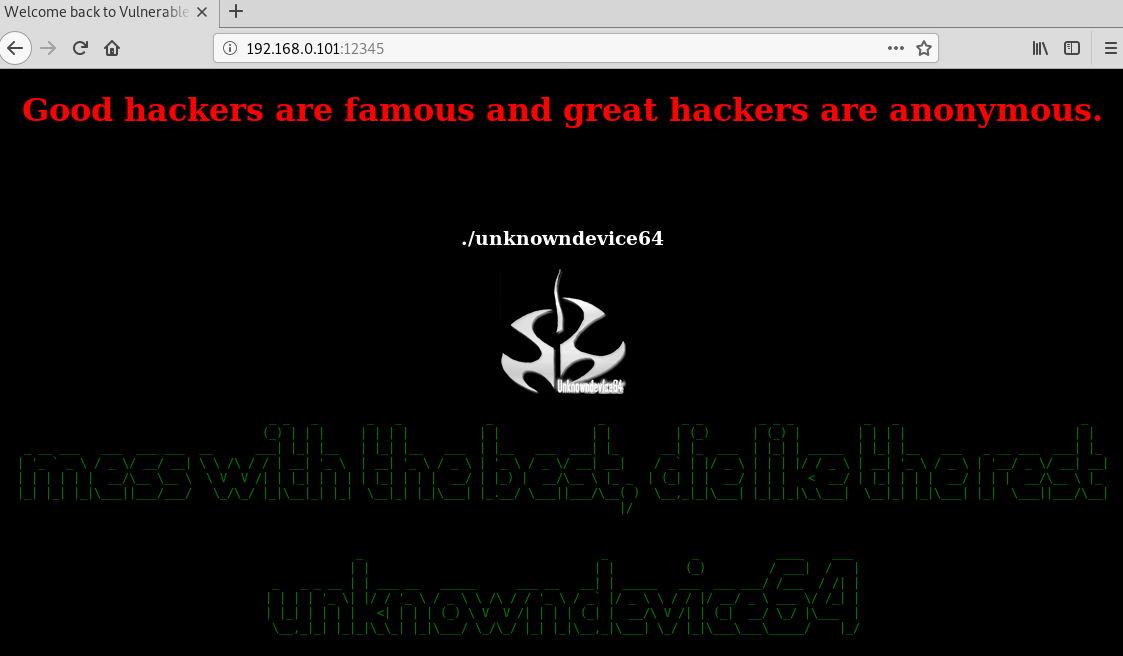 Welcome back to Vulnerable
192.168.0.101:12345
Good hackers are famous and great hackers are anonymous.
./unknowndevice64
Unknowndevice64
mess with the best, die like the rest
unknowndevice64